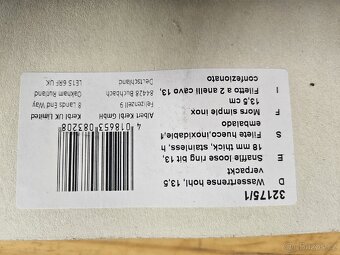 32175/1
D Wassertrense hohl, 13,5
verpackt
E Snaffle loose ring bit 13,
18 mm thick, stainless, h
S Filete hueco,inoxidable/1
embalado
F Mors simple inox
13,5 cm
I Filetto a 2 anelli cavo 13,
confezionato
4 018653 083208
Albert Kerbl GmbH
Felizenzell 9
84428 Buchbach
Deutschland
Kerbl UK Limited
8 Lands End Way
Oakham Rutland
LE15 6RF UK